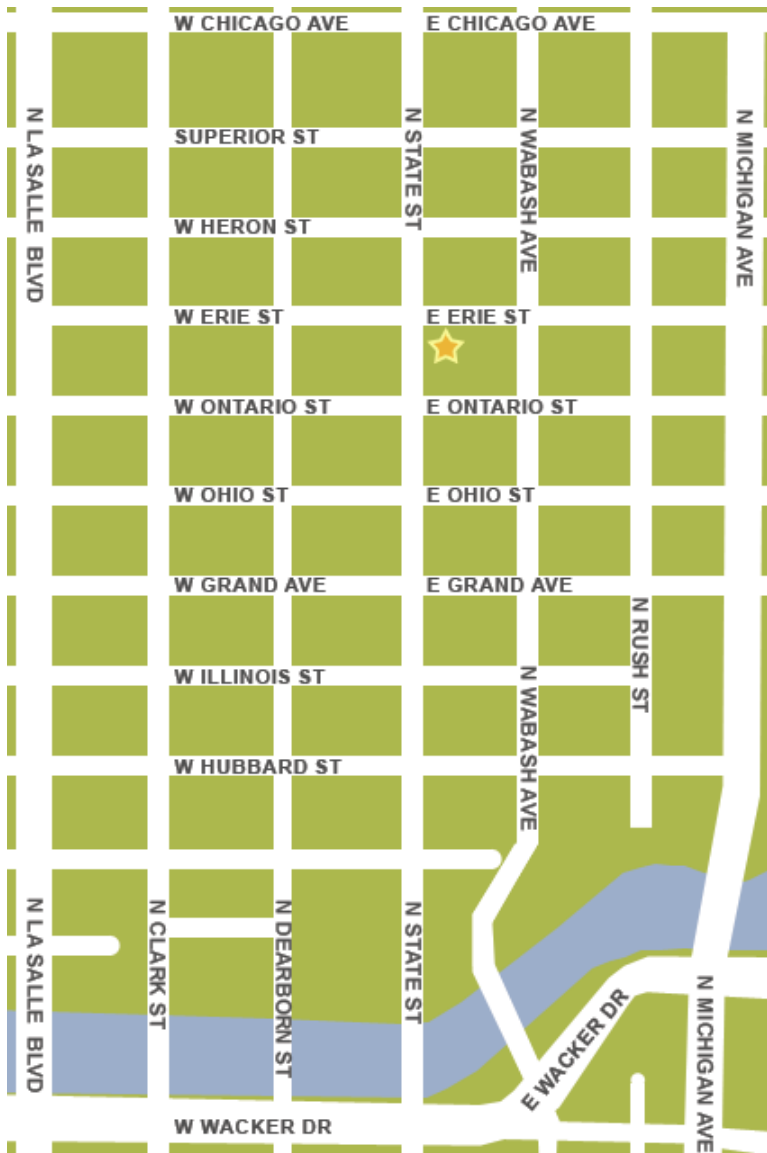 W CHICAGO AVE
E CHICAGO AVE
N LA SALLE BLVD
N STATE ST
N WABASH AVE
N MICHIGAN AVE
SUPERIOR ST
W HERON ST
W ERIE ST
E ERIE ST
W ONTARIO ST
E ONTARIO ST
W OHIO ST
E OHIO ST
W GRAND AVE
E GRAND AVE
N RUSH ST
W ILLINOIS ST
N WABASH AVE
W HUBBARD ST
N LA SALLE BLVD
N CLARK ST
N DEARBORN ST
N STATE ST
E WACKER DR
N MICHIGAN AVE
W WACKER DR